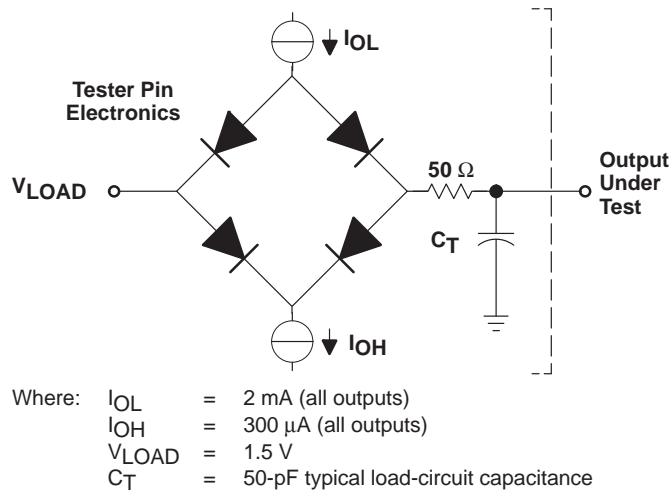 IOL
Tester Pin
Electronics
50 Ω
VLOAD
Output
Under
Test
CT
IOH
Where: IOL = 2 mA (all outputs)
IOH = 300 μA (all outputs)
VLOAD = 1.5 V
CT = 50-pF typical load-circuit capacitance